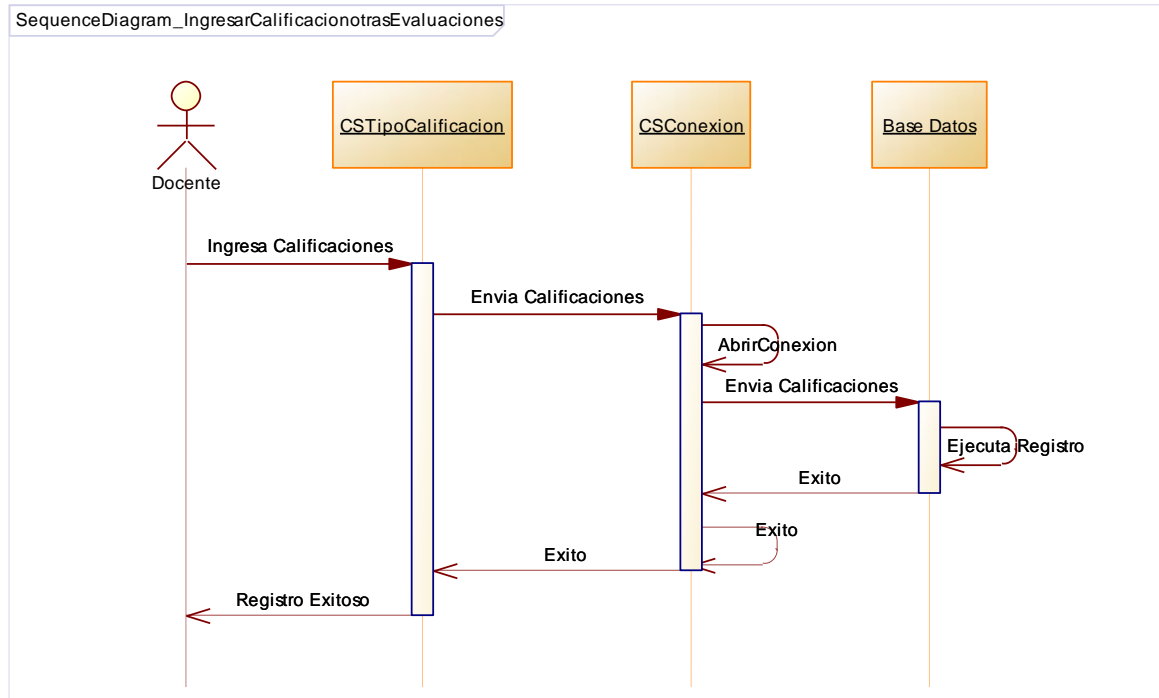 SequenceDiagram_IngresarCalificacionotrasEvaluaciones
CSTipoCalificacion
CSConexion
Base Datos
Docente
Ingresa Calificaciones
Envia Calificaciones
AbrirConexion
Envia Calificaciones
Ejecuta Registro
Exito
Exito
Exito
Registro Exitoso